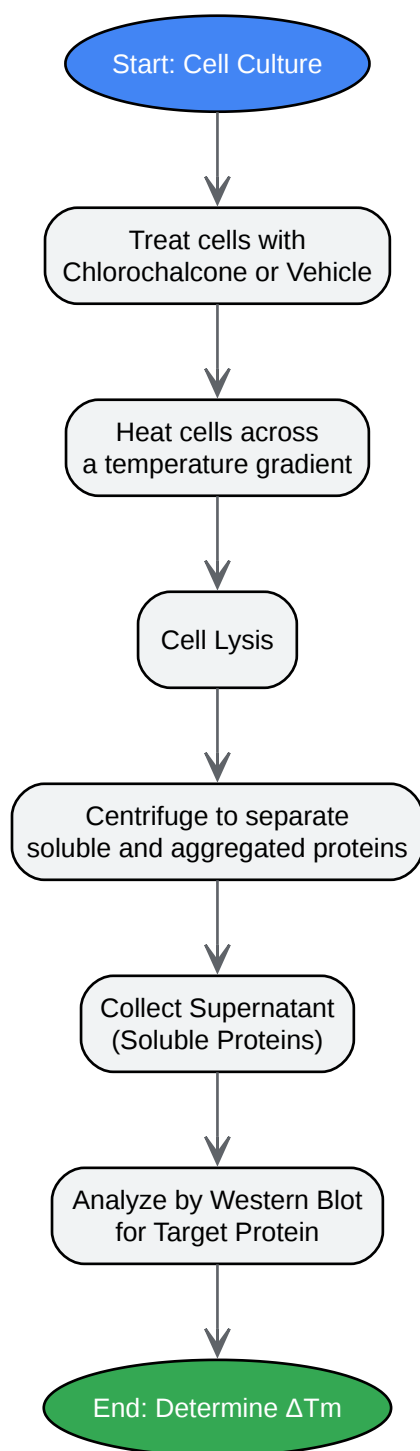 Start: Cell Culture
Treat cells with
Chlorochalcone or Vehicle
Heat cells across
a temperature gradient
Cell Lysis
Centrifuge to separate
soluble and aggregated proteins
Collect Supernatant
(Soluble Proteins)
Analyze by Western Blot
for Target Protein
End: Determine ΔTm